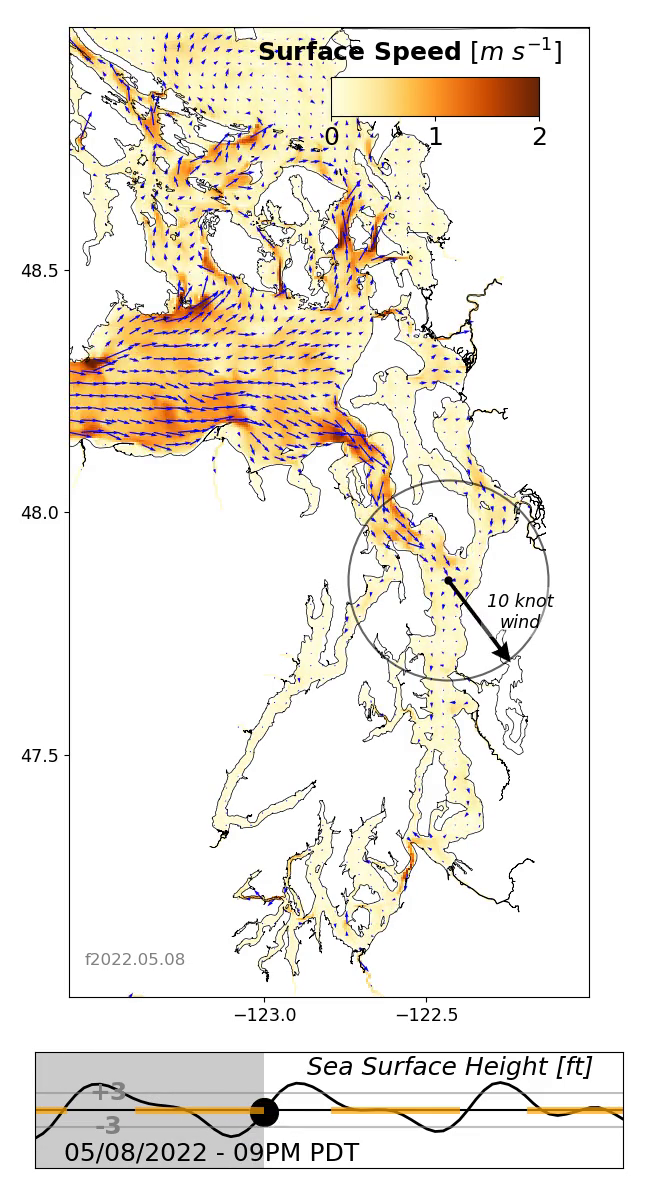 Surface Speed [m s⁻¹]
0 1 2
48.5
48.0
47.5
10 knot
wind
f2022.05.08
−123.0 −122.5
Sea Surface Height [ft]
+3
-3
05/08/2022 - 09PM PDT